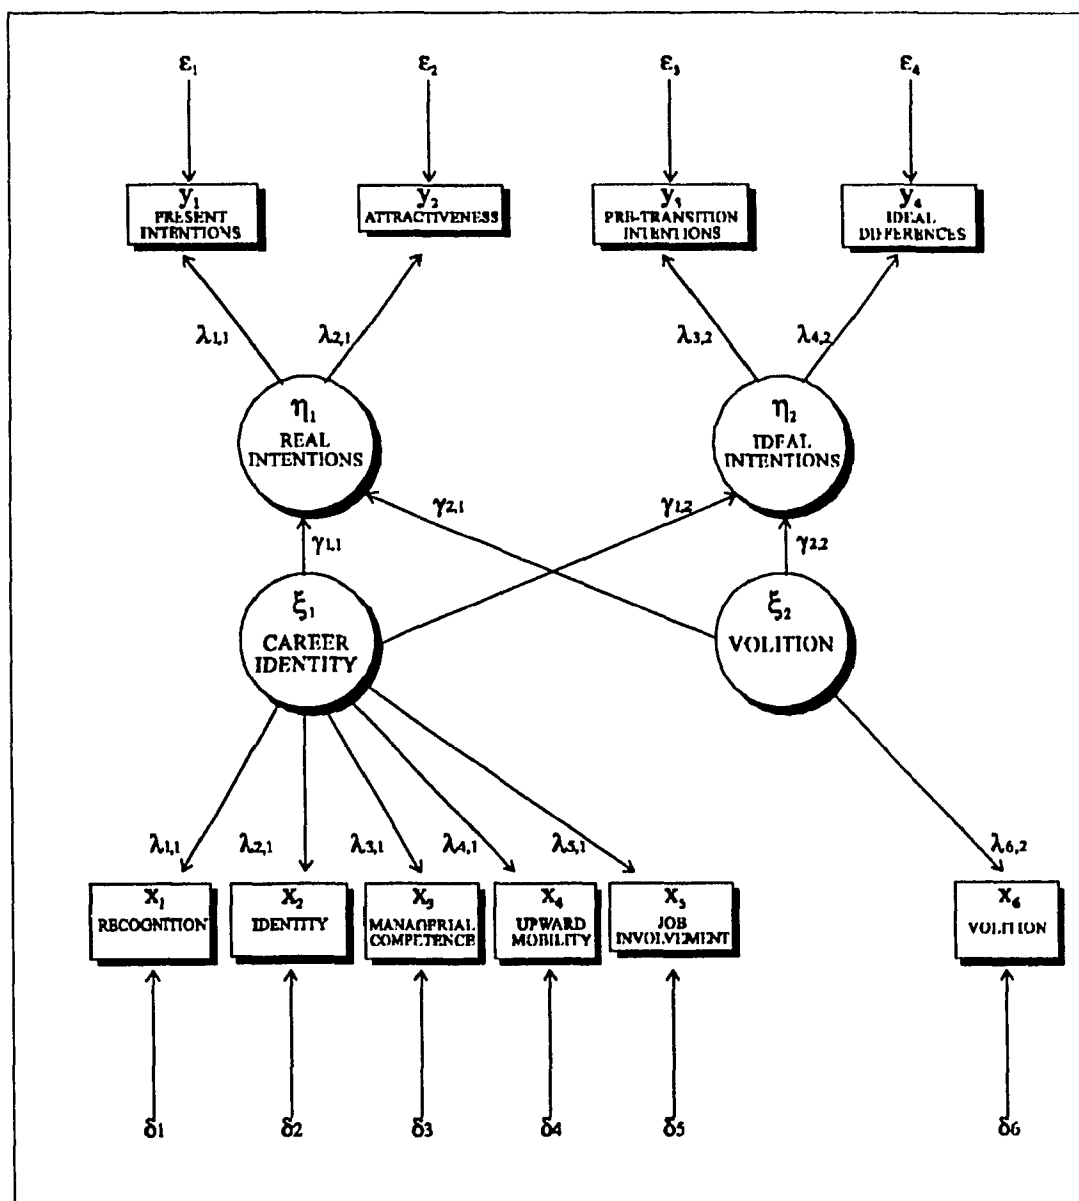 ε1 ε2 ε3 ε4
y1 y2 y3 y4
PRESENT INTENTIONS
ATTRACTIVENESS
PRE-TRANSITION INTENTIONS
IDEAL DIFFERENCES
λ1,1 λ2,1 λ3,2 λ4,2
η1 η2
REAL INTENTIONS
IDEAL INTENTIONS
γ2,1 γ1,2
γ1,1 γ2,2
ξ1 ξ2
CAREER IDENTITY
VOLITION
λ1,1 λ2,1 λ3,1 λ4,1 λ5,1 λ6,2
x1 x2 x3 x4 x5 x6
RECOGNITION
IDENTITY
MANAGERIAL COMPETENCE
UPWARD MOBILITY
JOB INVOLVEMENT
VOLITION
δ1 δ2 δ3 δ4 δ5 δ6